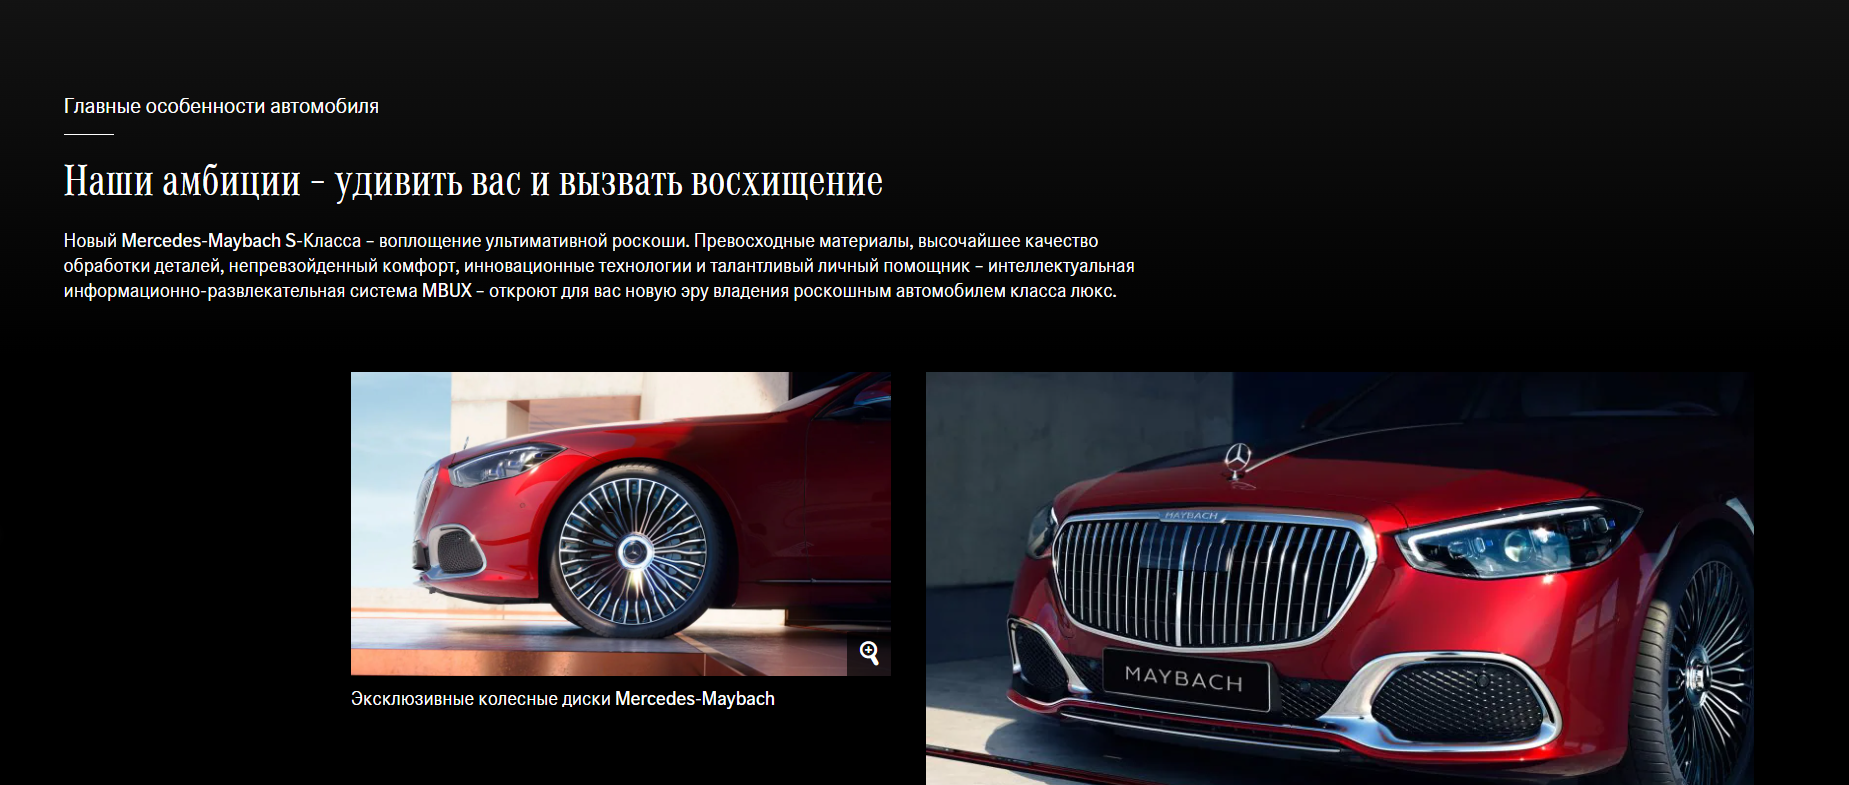 Главные особенности автомобиля
Наши амбиции – удивить вас и вызвать восхищение
Новый Mercedes-Maybach S-Класса – воплощение ультимативной роскоши. Превосходные материалы, высочайшее качество
обработки деталей, непревзойденный комфорт, инновационные технологии и талантливый личный помощник – интеллектуальная
информационно-развлекательная система MBUX – откроют для вас новую эру владения роскошным автомобилем класса люкс.
MAYBACH
MAYBACH
Эксклюзивные колесные диски Mercedes-Maybach